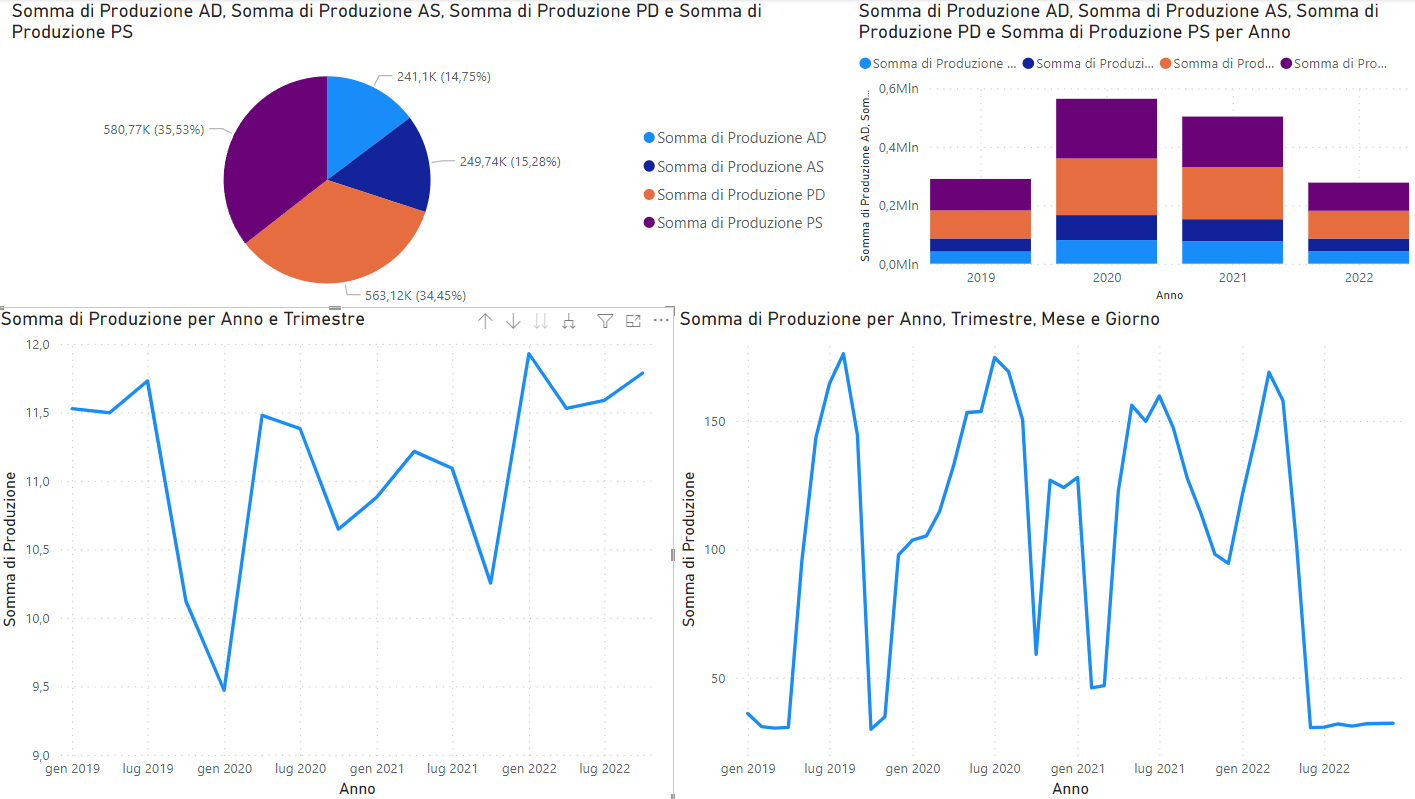 Somma di Produzione AD, Somma di Produzione AS, Somma di Produzione PD e Somma di
Produzione PS
241,1K (14,75%)
580,77K (35,53%)
249,74K (15,28%)
563,12K (34,45%)
Somma di Produzione AD
Somma di Produzione AS
Somma di Produzione PD
Somma di Produzione PS
Somma di Produzione AD, Somma di Produzione AS, Somma di
Produzione PD e Somma di Produzione PS per Anno
Somma di Produzione ... Somma di Produzi... Somma di Prod... Somma di Pro...
Somma di Produzione AD, Som...
0,6Mln
0,4Mln
0,2Mln
0,0Mln
2019 2020 2021 2022
Anno
Somma di Produzione per Anno e Trimestre
Somma di Produzione
12,0
11,5
11,0
10,5
10,0
9,5
9,0
gen 2019 lug 2019 gen 2020 lug 2020 gen 2021 lug 2021 gen 2022 lug 2022
Anno
Somma di Produzione per Anno, Trimestre, Mese e Giorno
Somma di Produzione
150
100
50
gen 2019 lug 2019 gen 2020 lug 2020 gen 2021 lug 2021 gen 2022 lug 2022
Anno